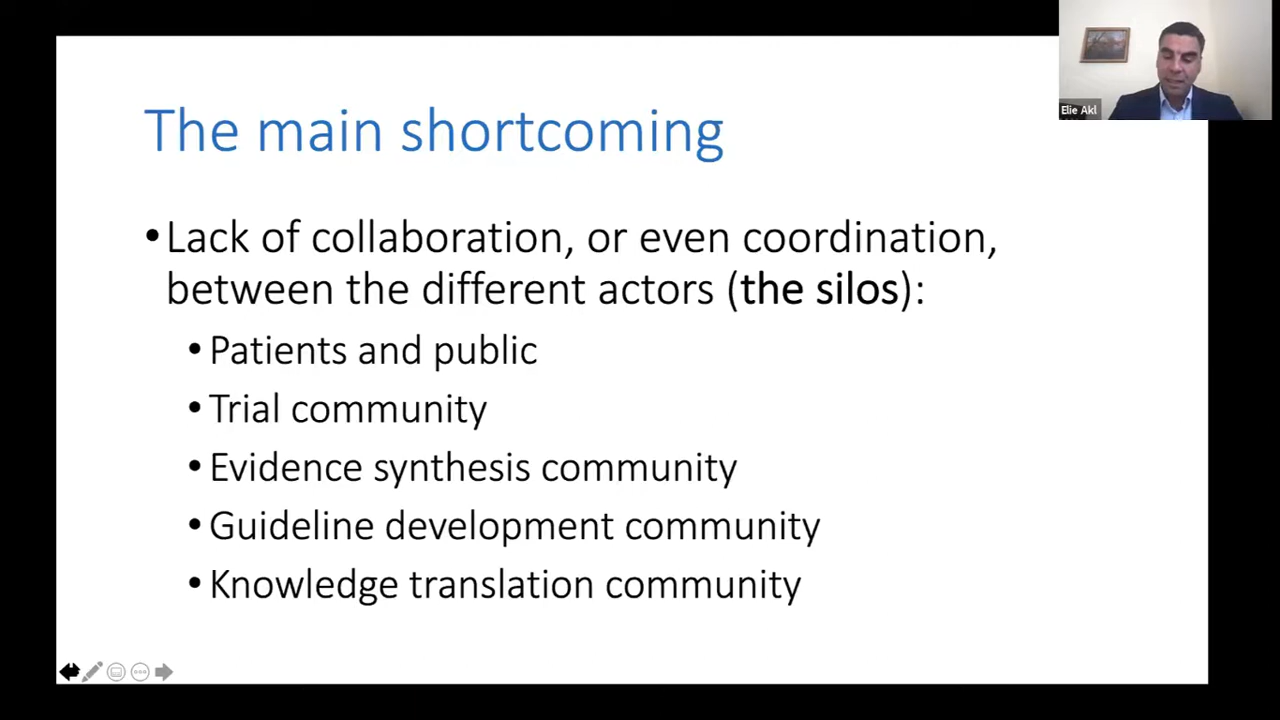 Elie Akl
The main shortcoming
•Lack of collaboration, or even coordination,
between the different actors (the silos):
•Patients and public
•Trial community
•Evidence synthesis community
•Guideline development community
•Knowledge translation community